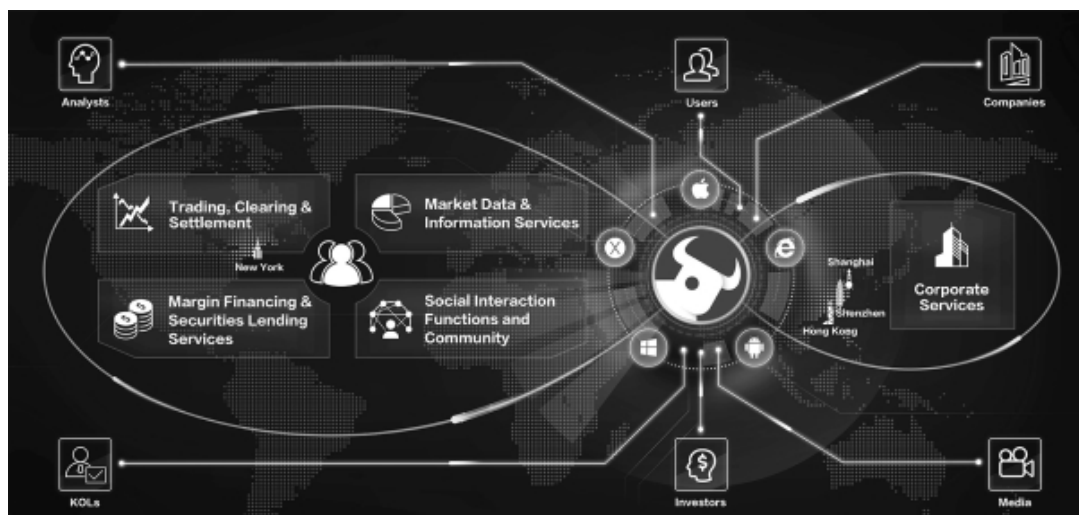 Analysts
Users
Companies
Trading, Clearing &
Settlement
Market Data &
Information Services
New York
Margin Financing &
Securities Lending
Services
Social Interaction
Functions and
Community
Shanghai
Shenzhen
Hong Kong
Corporate
Services
KOLs
Investors
Media